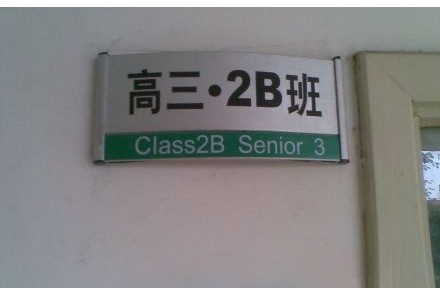 高三·2B班
Class2B Senior 3